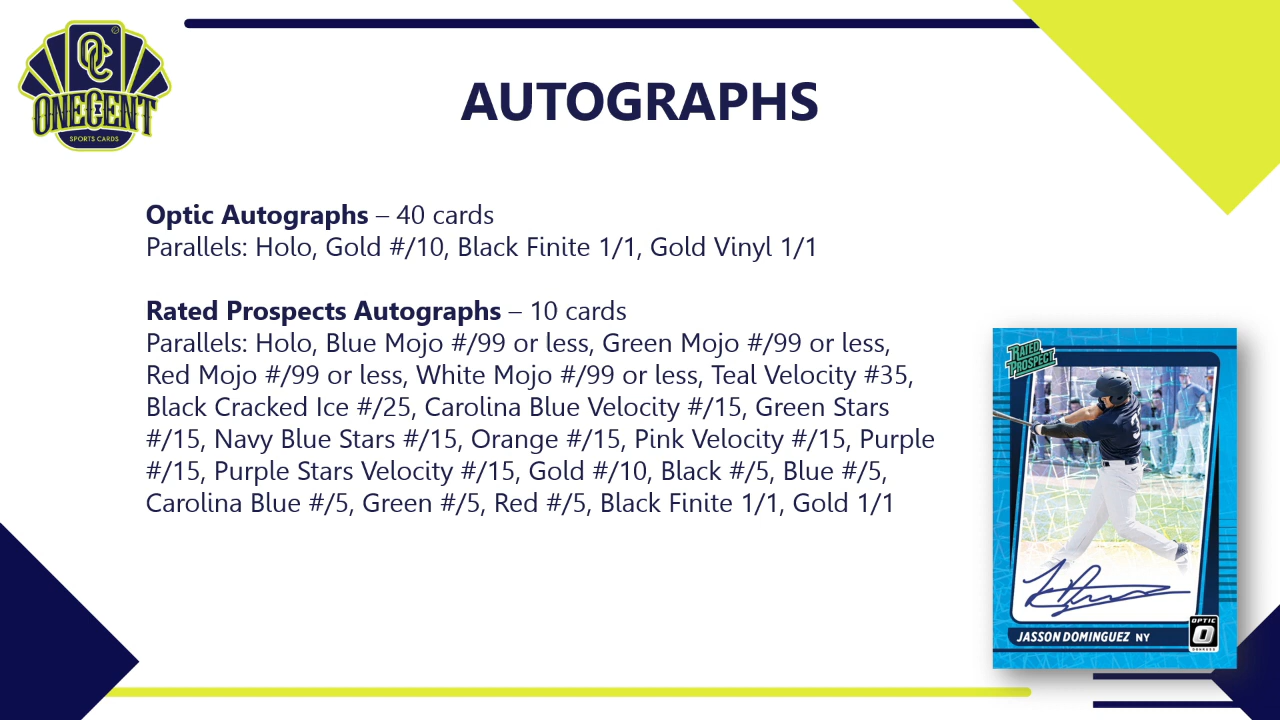 OC
ONECENT
SPORTS CARDS
AUTOGRAPHS
Optic Autographs – 40 cards
Parallels: Holo, Gold #/10, Black Finite 1/1, Gold Vinyl 1/1
Rated Prospects Autographs – 10 cards
Parallels: Holo, Blue Mojo #/99 or less, Green Mojo #/99 or less,
Red Mojo #/99 or less, White Mojo #/99 or less, Teal Velocity #35,
Black Cracked Ice #/25, Carolina Blue Velocity #/15, Green Stars
#/15, Navy Blue Stars #/15, Orange #/15, Pink Velocity #/15, Purple
#/15, Purple Stars Velocity #/15, Gold #/10, Black #/5, Blue #/5,
Carolina Blue #/5, Green #/5, Red #/5, Black Finite 1/1, Gold 1/1
RATED
PROSPECT
JASSON DOMINGUEZ NY
OPTIC
DONRUSS